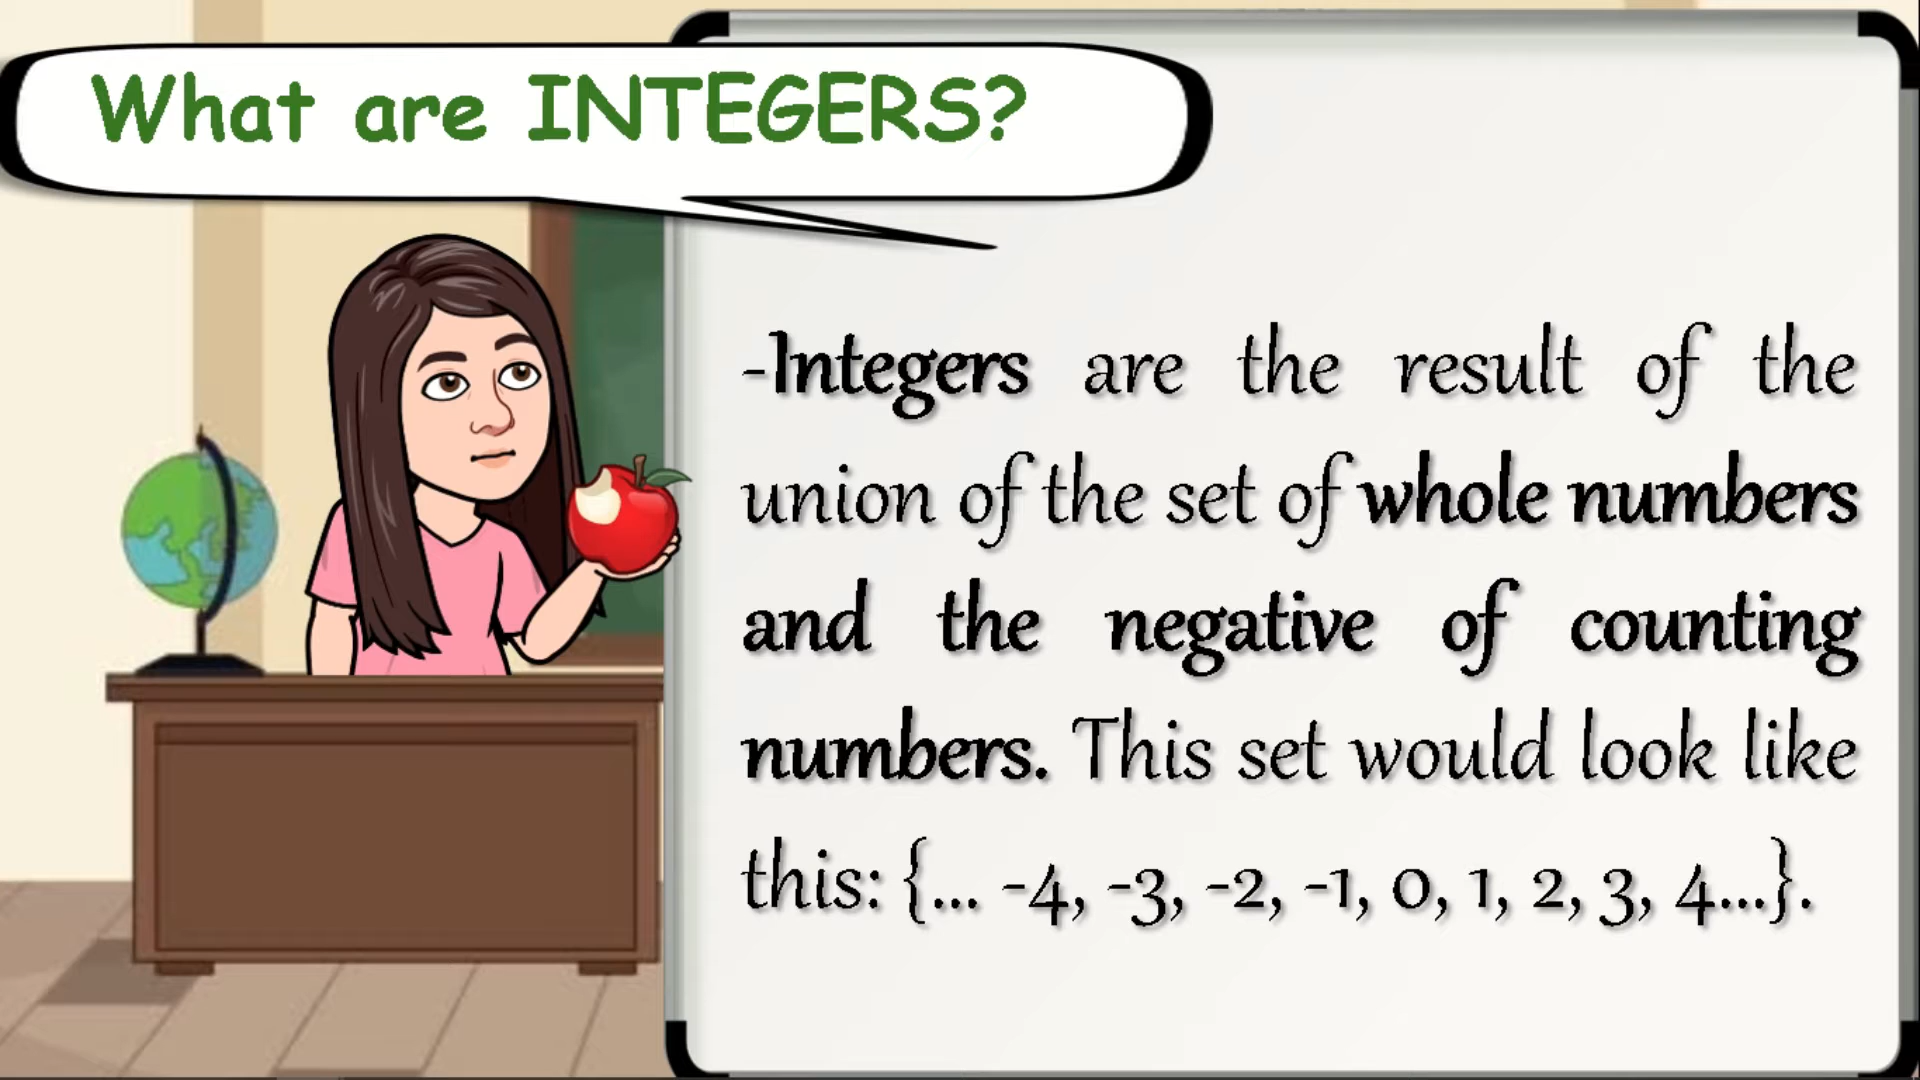 What are INTEGERS?
-Integers are the result of the
union of the set of whole numbers
and the negative of counting
numbers. This set would look like
this: {... -4, -3, -2, -1, 0, 1, 2, 3, 4...}.